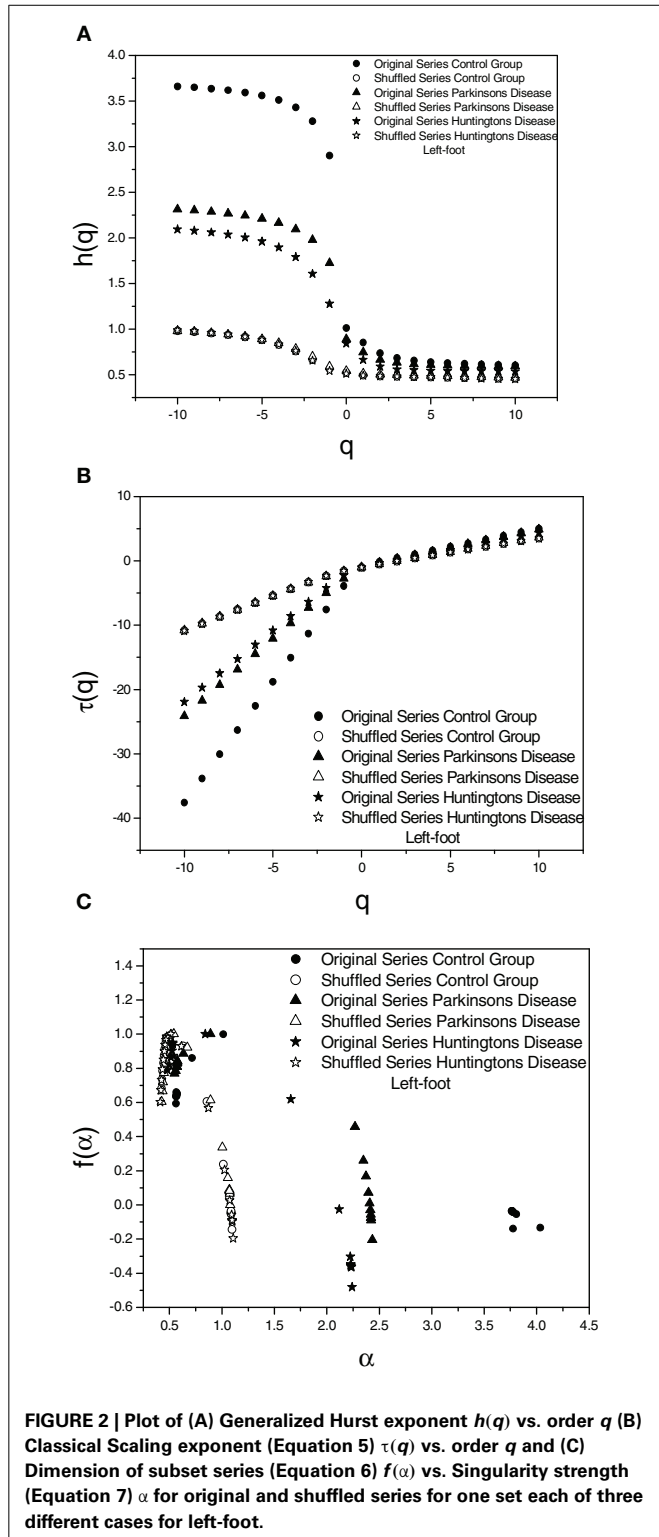 A
4.0
3.5
3.0
2.5
2.0
1.5
1.0
0.5
h(q)
Original Series Control Group
Shuffled Series Control Group
Original Series Parkinsons Disease
Shuffled Series Parkinsons Disease
Original Series Huntingtons Disease
Shuffled Series Huntingtons Disease
Left-foot
-10 -5 0 5 10
q
B
10
0
-10
-20
-30
-40
τ(q)
Original Series Control Group
Shuffled Series Control Group
Original Series Parkinsons Disease
Shuffled Series Parkinsons Disease
Original Series Huntingtons Disease
Shuffled Series Huntingtons Disease
Left-foot
-10 -5 0 5 10
q
C
1.4
1.2
1.0
0.8
0.6
0.4
0.2
0.0
-0.2
-0.4
-0.6
f(α)
Original Series Control Group
Shuffled Series Control Group
Original Series Parkinsons Disease
Shuffled Series Parkinsons Disease
Original Series Huntingtons Disease
Shuffled Series Huntingtons Disease
Left-foot
0.5 1.0 1.5 2.0 2.5 3.0 3.5 4.0 4.5
α
FIGURE 2 | Plot of (A) Generalized Hurst exponent h(q) vs. order q (B)
Classical Scaling exponent (Equation 5) τ(q) vs. order q and (C)
Dimension of subset series (Equation 6) f(α) vs. Singularity strength
(Equation 7) α for original and shuffled series for one set each of three
different cases for left-foot.